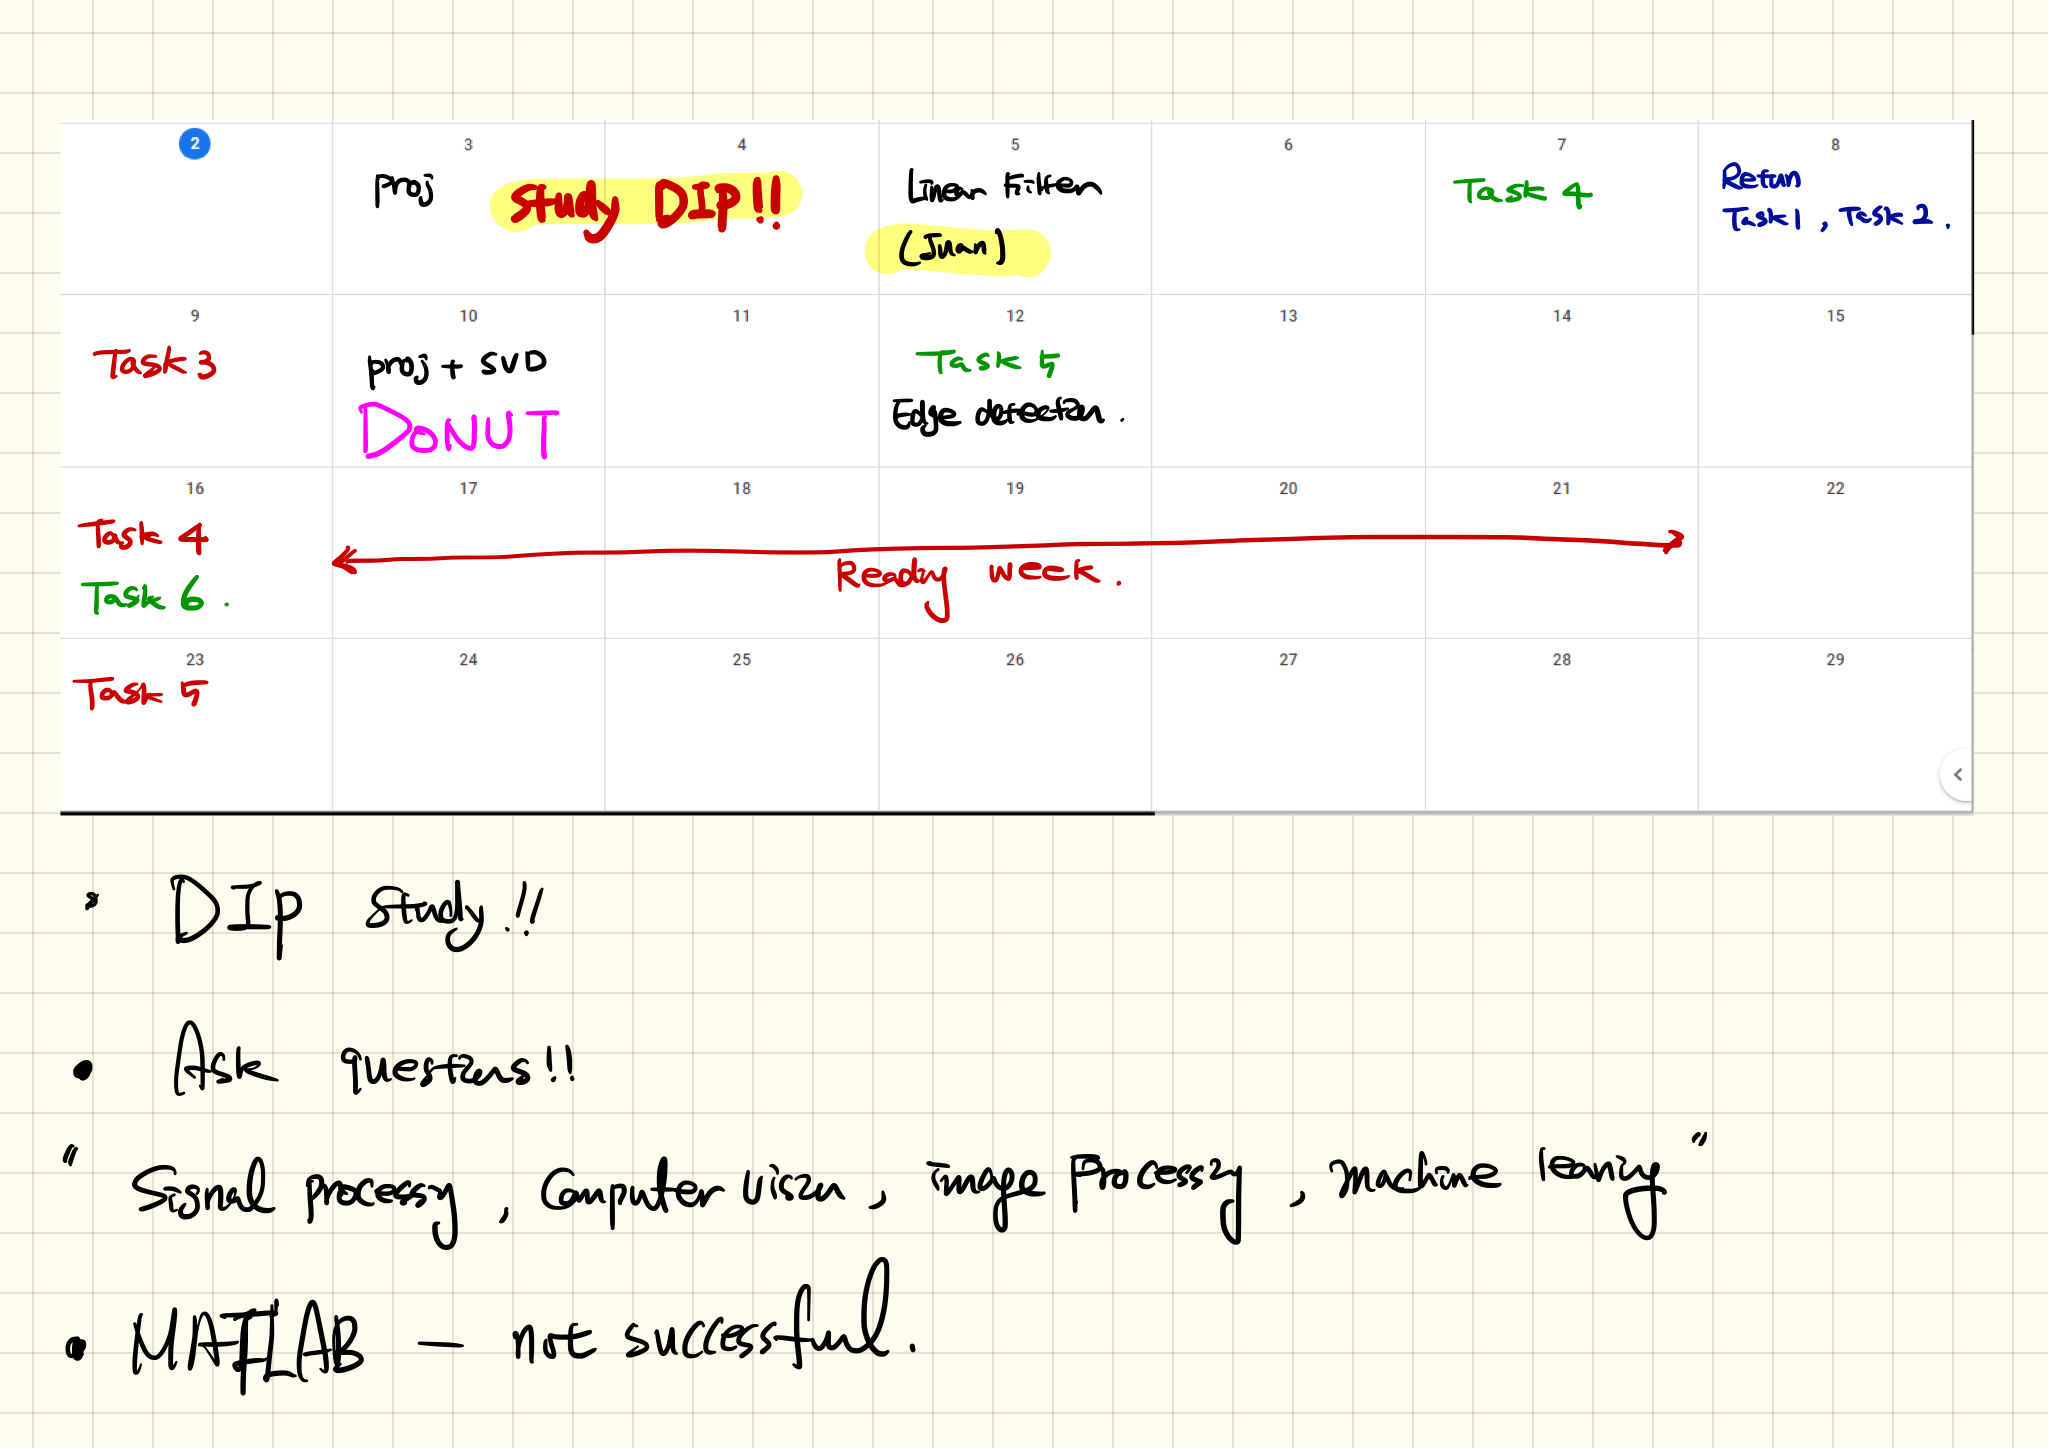 2 3 4 5 6 7 8
proj Study DIP!! Linear Filter Task 4 Return
(Juan) Task 1, Task 2.
9 10 11 12 13 14 15
Task 3 proj + SVD Task 5
DONUT Edge detection.
16 17 18 19 20 21 22
Task 4
Task 6. Reading week.
23 24 25 26 27 28 29
Task 5
• DIP study!!
• Ask questions!!
" Signal processing, Computer vision, image Processing, machine learning "
• MATLAB — not successful.